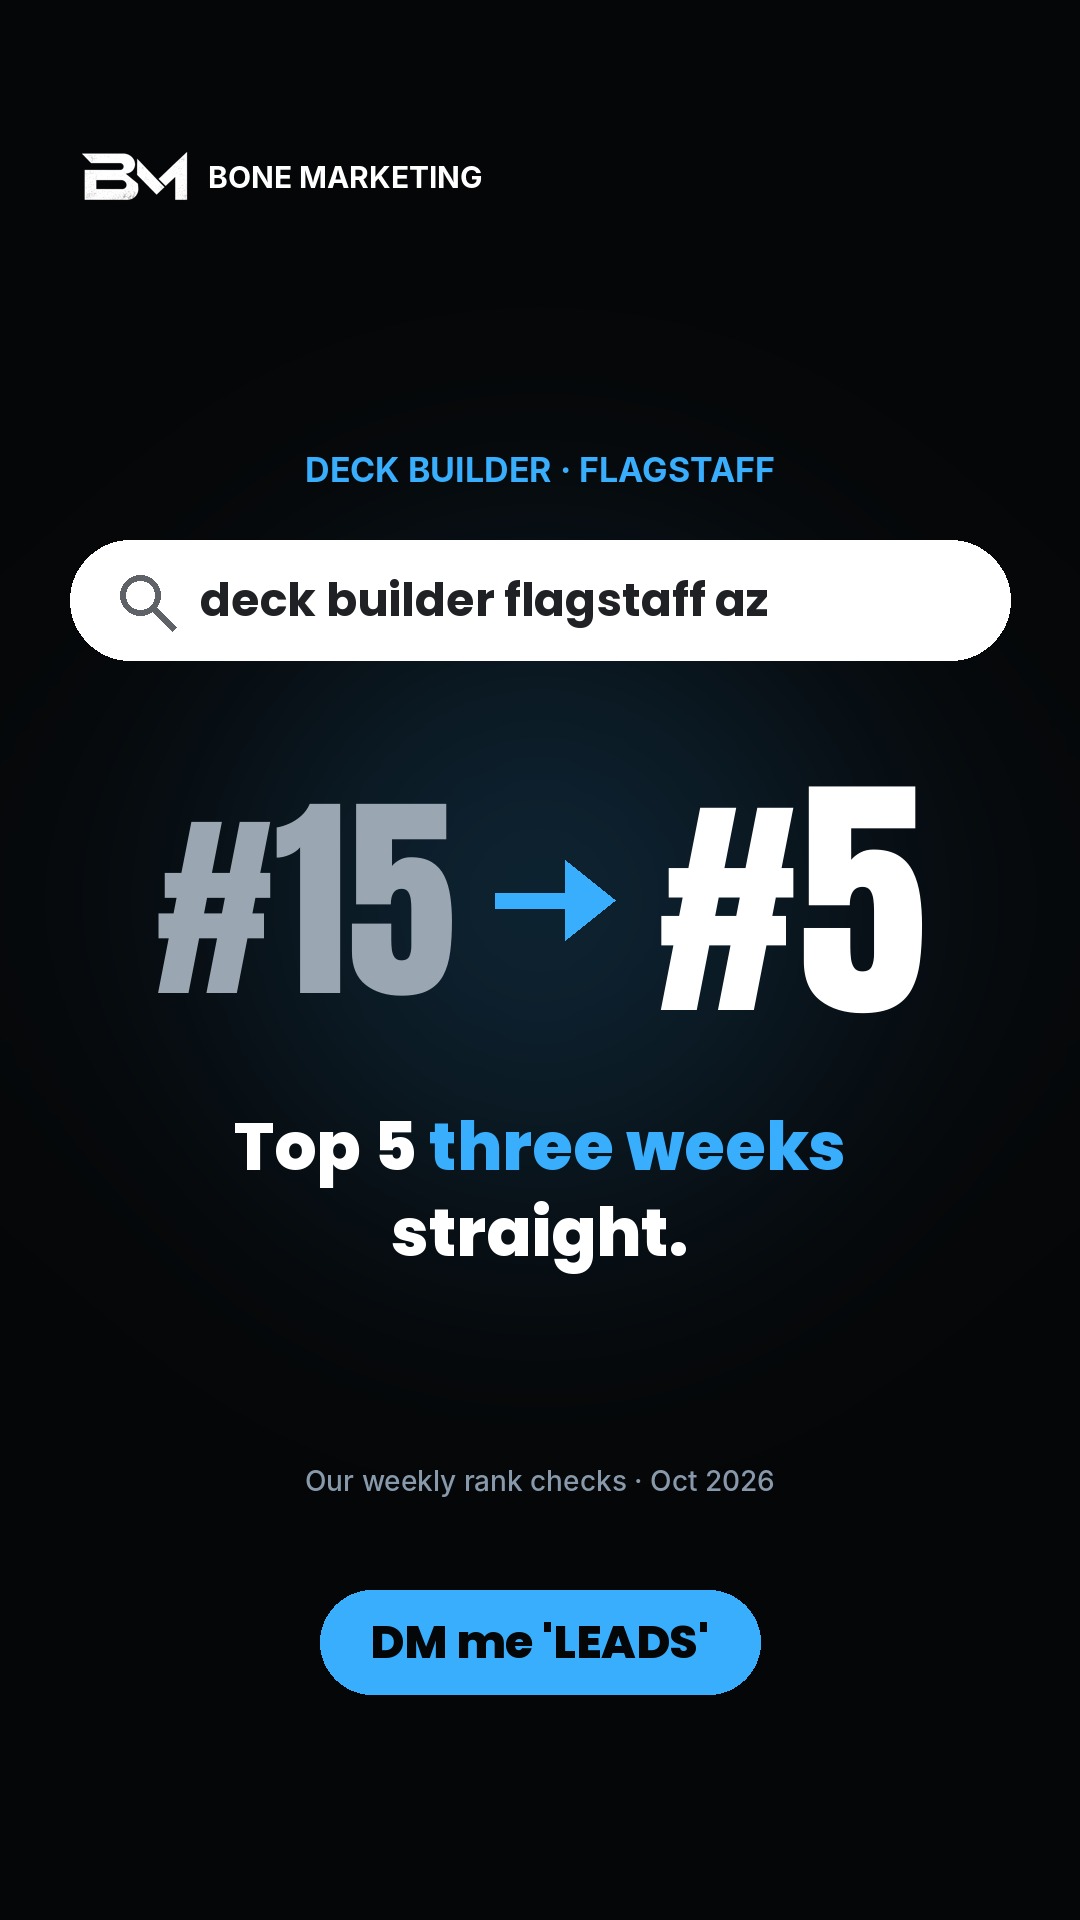 BM BONE MARKETING
DECK BUILDER · FLAGSTAFF
deck builder flagstaff az
#15 #5
Top 5 three weeks
straight.
Our weekly rank checks · Oct 2026
DM me 'LEADS'